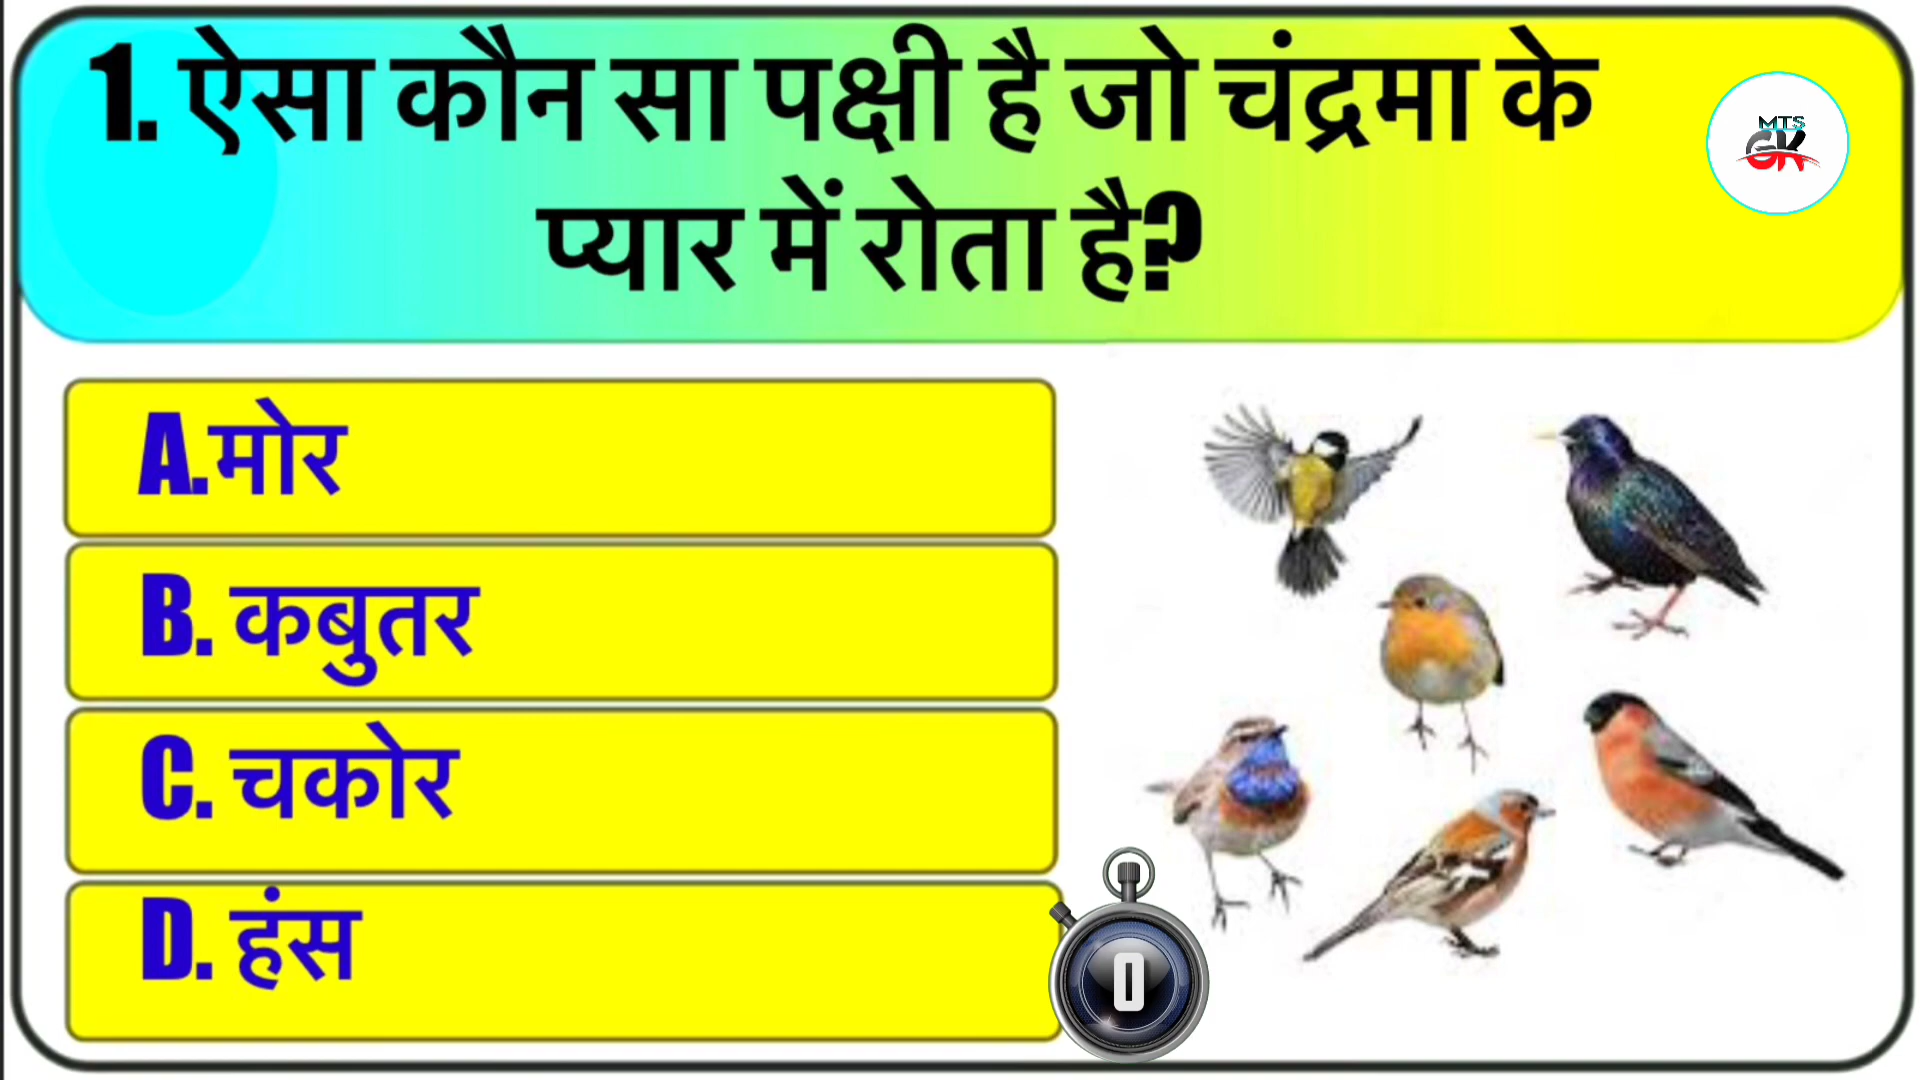 1. ऐसा कौन सा पक्षी है जो चंद्रमा के
प्यार में रोता है?
MTS
GK
A.मोर
B. कबुतर
C. चकोर
D. हंस
0